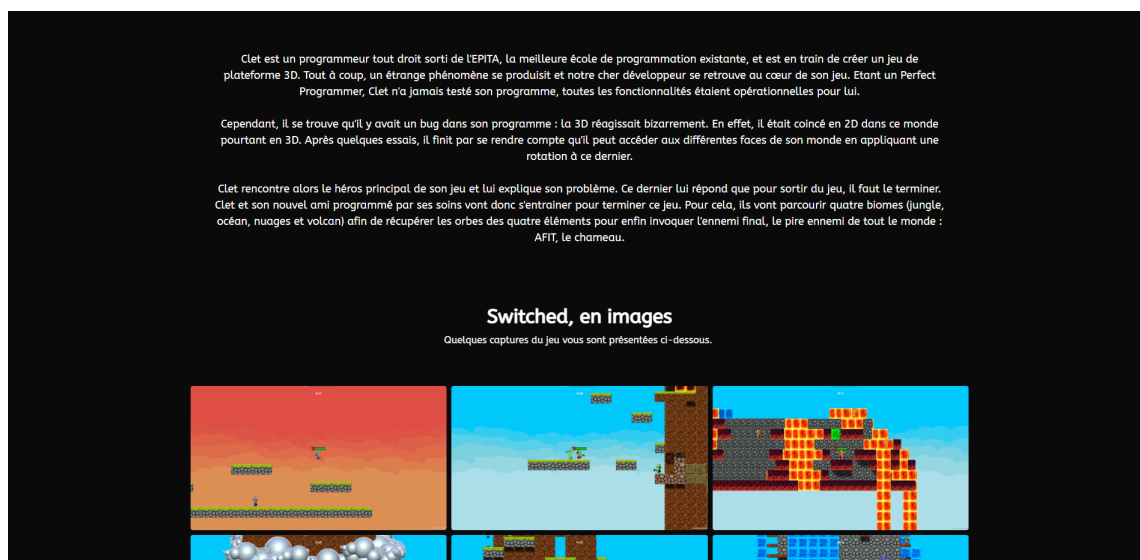 Clet est un programmeur tout droit sorti de l'EPITA, la meilleure école de programmation existante, et est en train de créer un jeu de
plateforme 3D. Tout à coup, un étrange phénomène se produisit et notre cher développeur se retrouve au cœur de son jeu. Etant un Perfect
Programmer, Clet n'a jamais testé son programme, toutes les fonctionnalités étaient opérationnelles pour lui.
Cependant, il se trouve qu'il y avait un bug dans son programme : la 3D réagissait bizarrement. En effet, il était coincé en 2D dans ce monde
pourtant en 3D. Après quelques essais, il finit par se rendre compte qu'il peut accéder aux différentes faces de son monde en appliquant une
rotation à ce dernier.
Clet rencontre alors le héros principal de son jeu et lui explique son problème. Ce dernier lui répond que pour sortir du jeu, il faut le terminer.
Clet et son nouvel ami programmé par ses soins vont donc s'entrainer pour terminer ce jeu. Pour cela, ils vont parcourir quatre biomes (jungle,
océan, nuages et volcan) afin de récupérer les orbes des quatre éléments pour enfin invoquer l'ennemi final, le pire ennemi de tout le monde :
AFIT, le chameau.
Switched, en images
Quelques captures du jeu vous sont présentées ci-dessous.